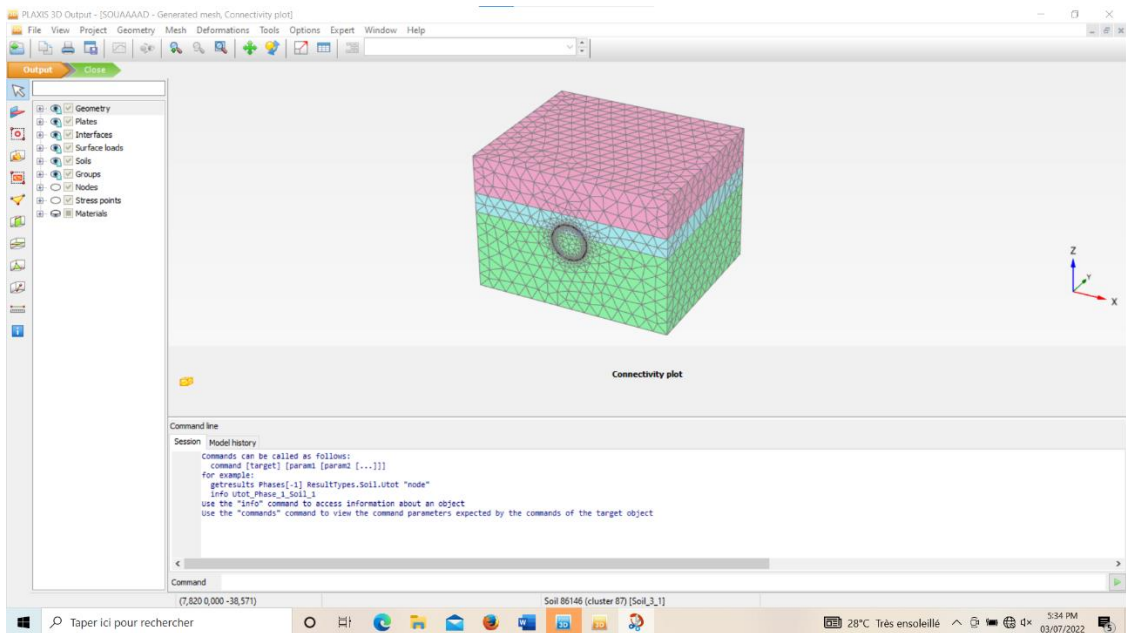 PLAXIS 3D Output - [SOUAAAAD - Generated mesh, Connectivity plot]
File View Project Geometry Mesh Deformations Tools Options Expert Window Help
Output Close
Geometry
Plates
Interfaces
Surface loads
Soils
Groups
Nodes
Stress points
Materials
Z
Y
X
Connectivity plot
Command line
Session Model history
Commands can be called as follows:
command [target] [param1 [param2 [...]]]
for example:
getresults Phases[-1] ResultTypes.Soil.Utot "node"
info Utot_Phase_1_Soil_1
Use the "info" command to access information about an object
Use the "commands" command to view the command parameters expected by the commands of the target object
Command
(7,820 0,000 -38,571) Soil 86146 (cluster 87) [Soil_3_1]
Taper ici pour rechercher 28°C Très ensoleillé 5:34 PM
03/07/2022